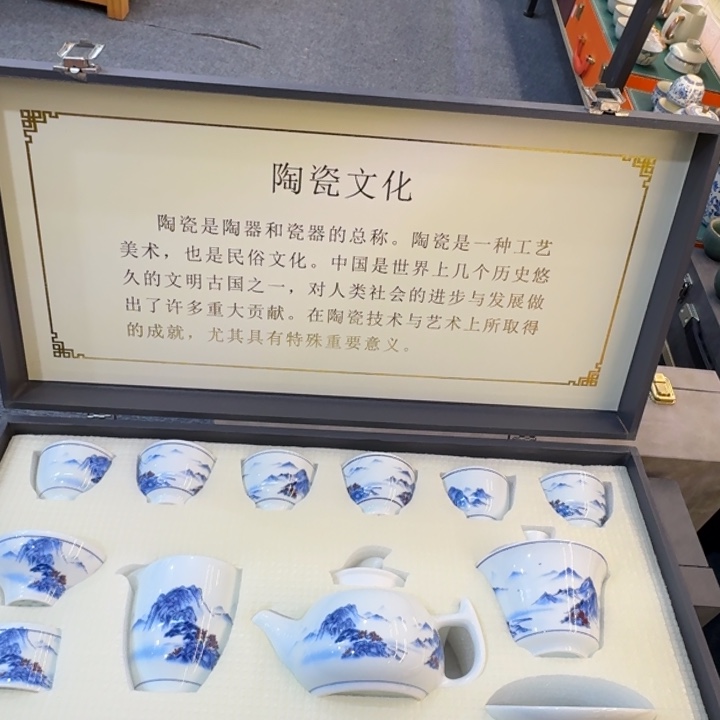 陶瓷文化
陶瓷是陶器和瓷器的总称。陶瓷是一种工艺
美术，也是民俗文化。中国是世界上几个历史悠
久的文明古国之一，对人类社会的进步与发展做
出了许多重大贡献。在陶瓷技术与艺术上所取得
的成就，尤其具有特殊重要意义。